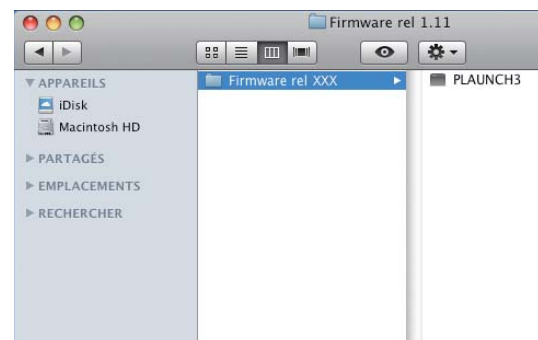 Firmware rel 1.11
APPAREILS
iDisk
Macintosh HD
PARTAGÉS
EMPLACEMENTS
RECHERCHER
Firmware rel XXX
PLAUNCH3